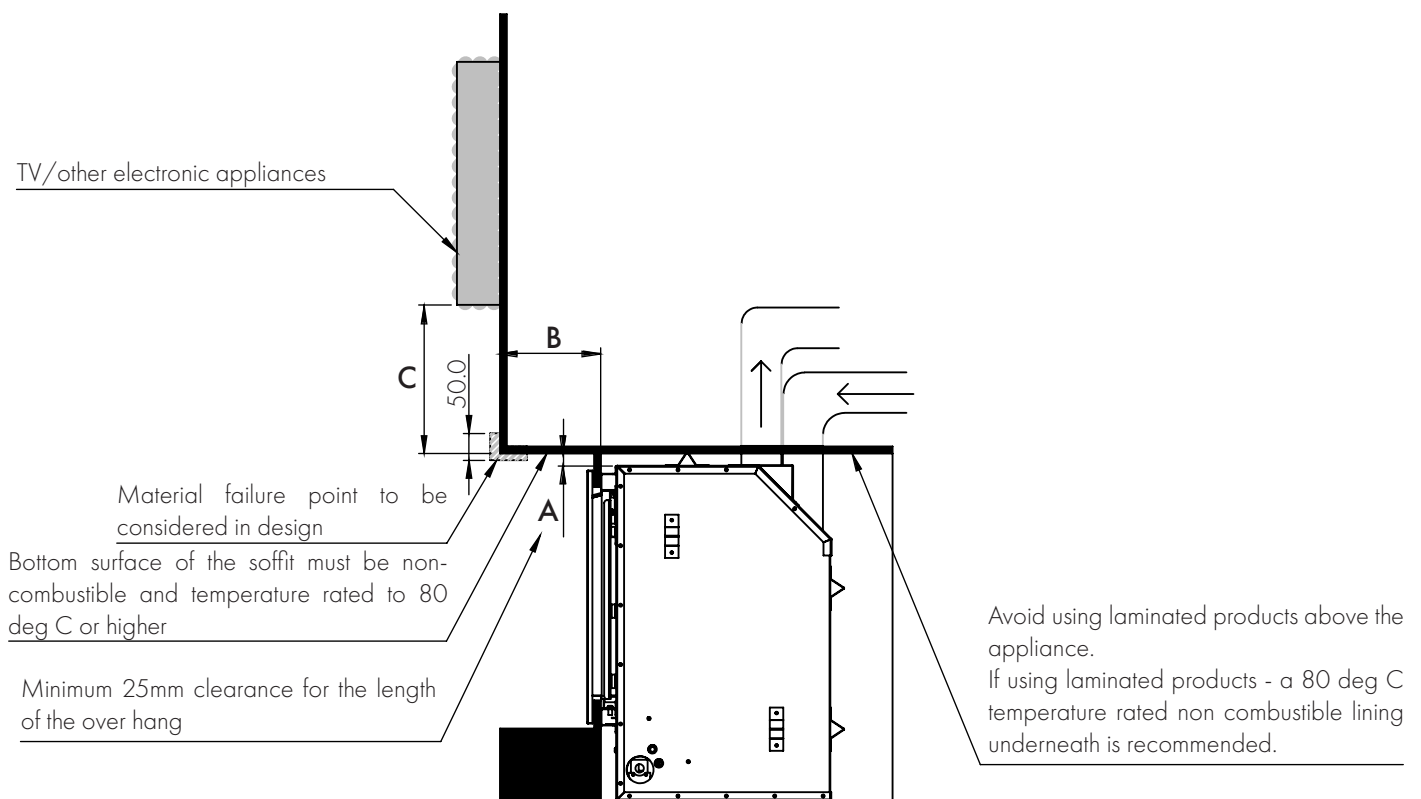 TV/other electronic appliances
B
C
50.0
A
Material failure point to be
considered in design
Bottom surface of the soffit must be non-
combustible and temperature rated to 80
deg C or higher
Minimum 25mm clearance for the length
of the over hang
Avoid using laminated products above the
appliance.
If using laminated products - a 80 deg C
temperature rated non combustible lining
underneath is recommended.